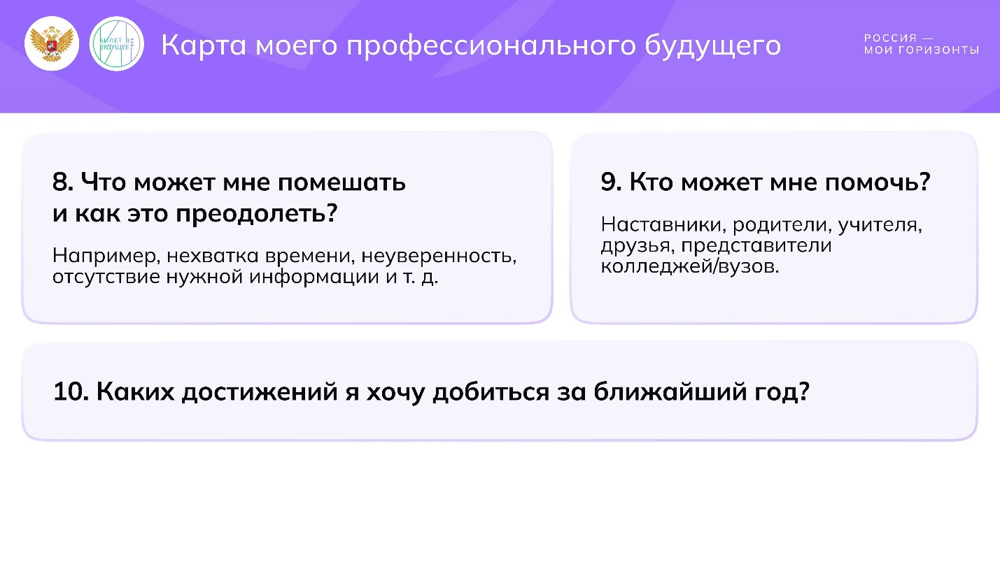 БИЛЕТ В
БУДУЩЕЕ
ТВОЁ
Карта моего профессионального будущего
РОССИЯ —
МОИ ГОРИЗОНТЫ
8. Что может мне помешать
и как это преодолеть?
Например, нехватка времени, неуверенность,
отсутствие нужной информации и т. д.
9. Кто может мне помочь?
Наставники, родители, учителя,
друзья, представители
колледжей/вузов.
10. Каких достижений я хочу добиться за ближайший год?